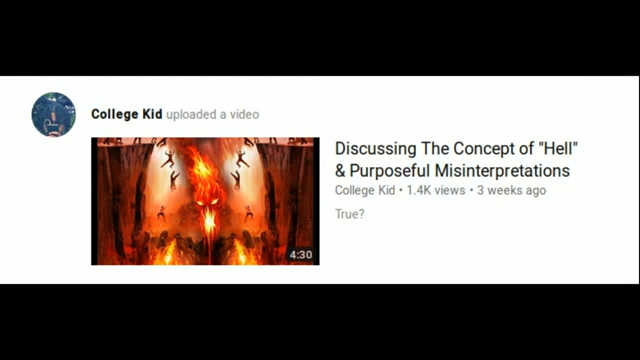 College Kid uploaded a video
Discussing The Concept of "Hell"
& Purposeful Misinterpretations
College Kid • 1.4K views • 3 weeks ago
True?
4:30